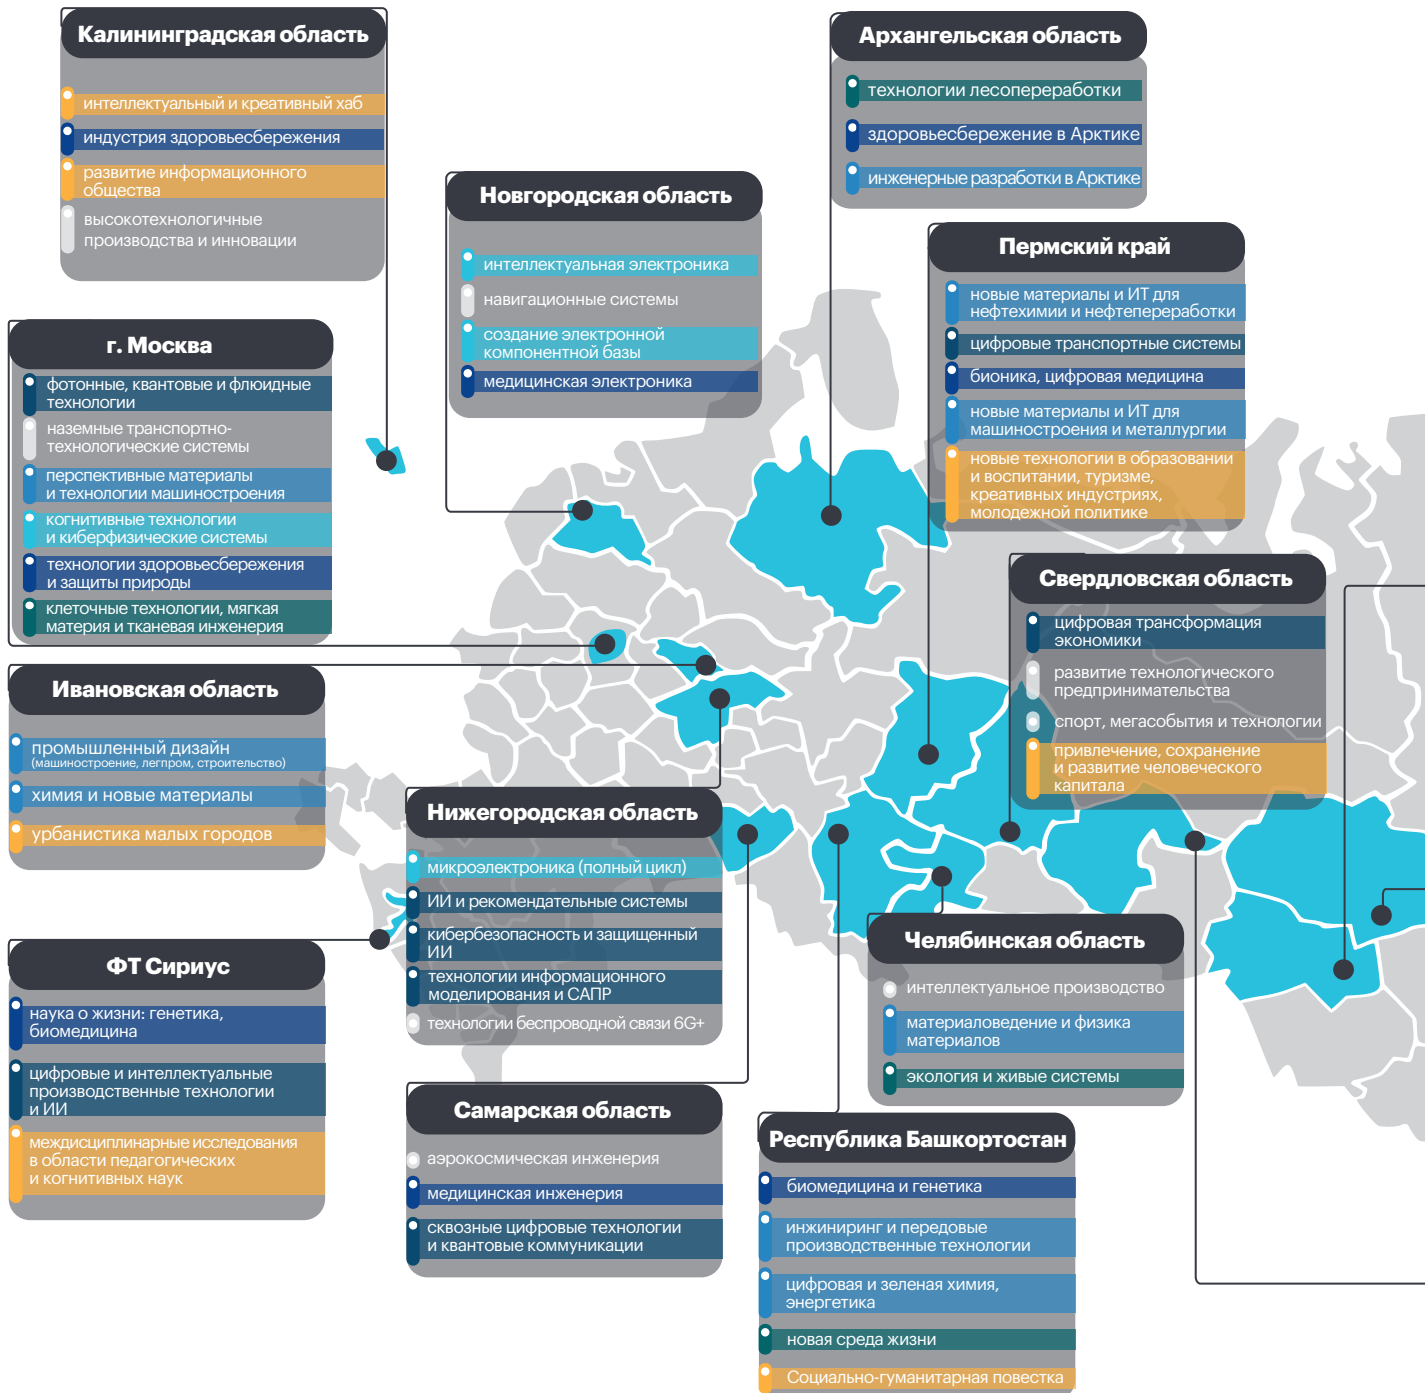 Калининградская область
интеллектуальный и креативный хаб
индустрия здоровьесбережения
развитие информационного
общества
высокотехнологичные
производства и инновации
Архангельская область
технологии лесопереработки
здоровьесбережение в Арктике
инженерные разработки в Арктике
Новгородская область
интеллектуальная электроника
навигационные системы
создание электронной
компонентной базы
медицинская электроника
Пермский край
новые материалы и ИТ для
нефтехимии и нефтепереработки
цифровые транспортные системы
бионика, цифровая медицина
новые материалы и ИТ для
машиностроения и металлургии
новые технологии в образовании
и воспитании, туризме,
креативных индустриях,
молодежной политике
г. Москва
фотонные, квантовые и флюидные
технологии
наземные транспортно-
технологические системы
перспективные материалы
и технологии машиностроения
когнитивные технологии
и киберфизические системы
технологии здоровьесбережения
и защиты природы
клеточные технологии, мягкая
материя и тканевая инженерия
Свердловская область
цифровая трансформация
экономики
развитие технологического
предпринимательства
спорт, мегасобытия и технологии
привлечение, сохранение
и развитие человеческого
капитала
Ивановская область
промышленный дизайн
(машиностроение, легпром, строительство)
химия и новые материалы
урбанистика малых городов
Нижегородская область
микроэлектроника (полный цикл)
ИИ и рекомендательные системы
кибербезопасность и защищенный
ИИ
технологии информационного
моделирования и САПР
технологии беспроводной связи 6G+
Челябинская область
интеллектуальное производство
материаловедение и физика
материалов
экология и живые системы
ФТ Сириус
наука о жизни: генетика,
биомедицина
цифровые и интеллектуальные
производственные технологии
и ИИ
междисциплинарные исследования
в области педагогических
и когнитивных наук
Самарская область
аэрокосмическая инженерия
медицинская инженерия
сквозные цифровые технологии
и квантовые коммуникации
Республика Башкортостан
биомедицина и генетика
инжиниринг и передовые
производственные технологии
цифровая и зеленая химия,
энергетика
новая среда жизни
Социально-гуманитарная повестка